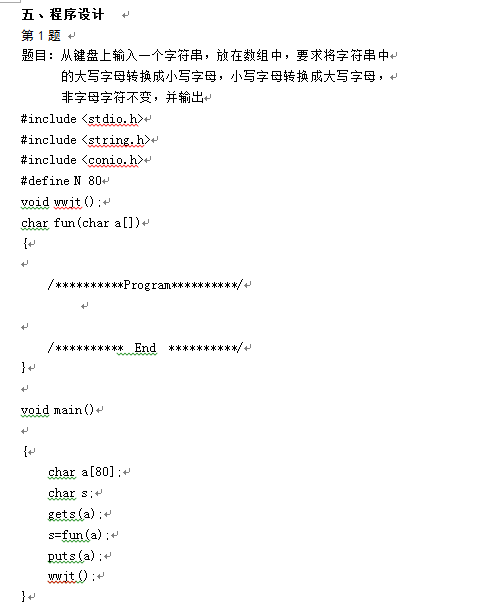 五、程序设计
第1题
题目：从键盘上输入一个字符串，放在数组中，要求将字符串中
的大写字母转换成小写字母，小写字母转换成大写字母，
非字母字符不变，并输出
#include <stdio.h>
#include <string.h>
#include <conio.h>
#define N 80
void wwjt();
char fun(char a[])
{
/**********Program**********/
/********** End **********/
}
void main()
{
char a[80];
char s;
gets(a);
s=fun(a);
puts(a);
wwjt();
}